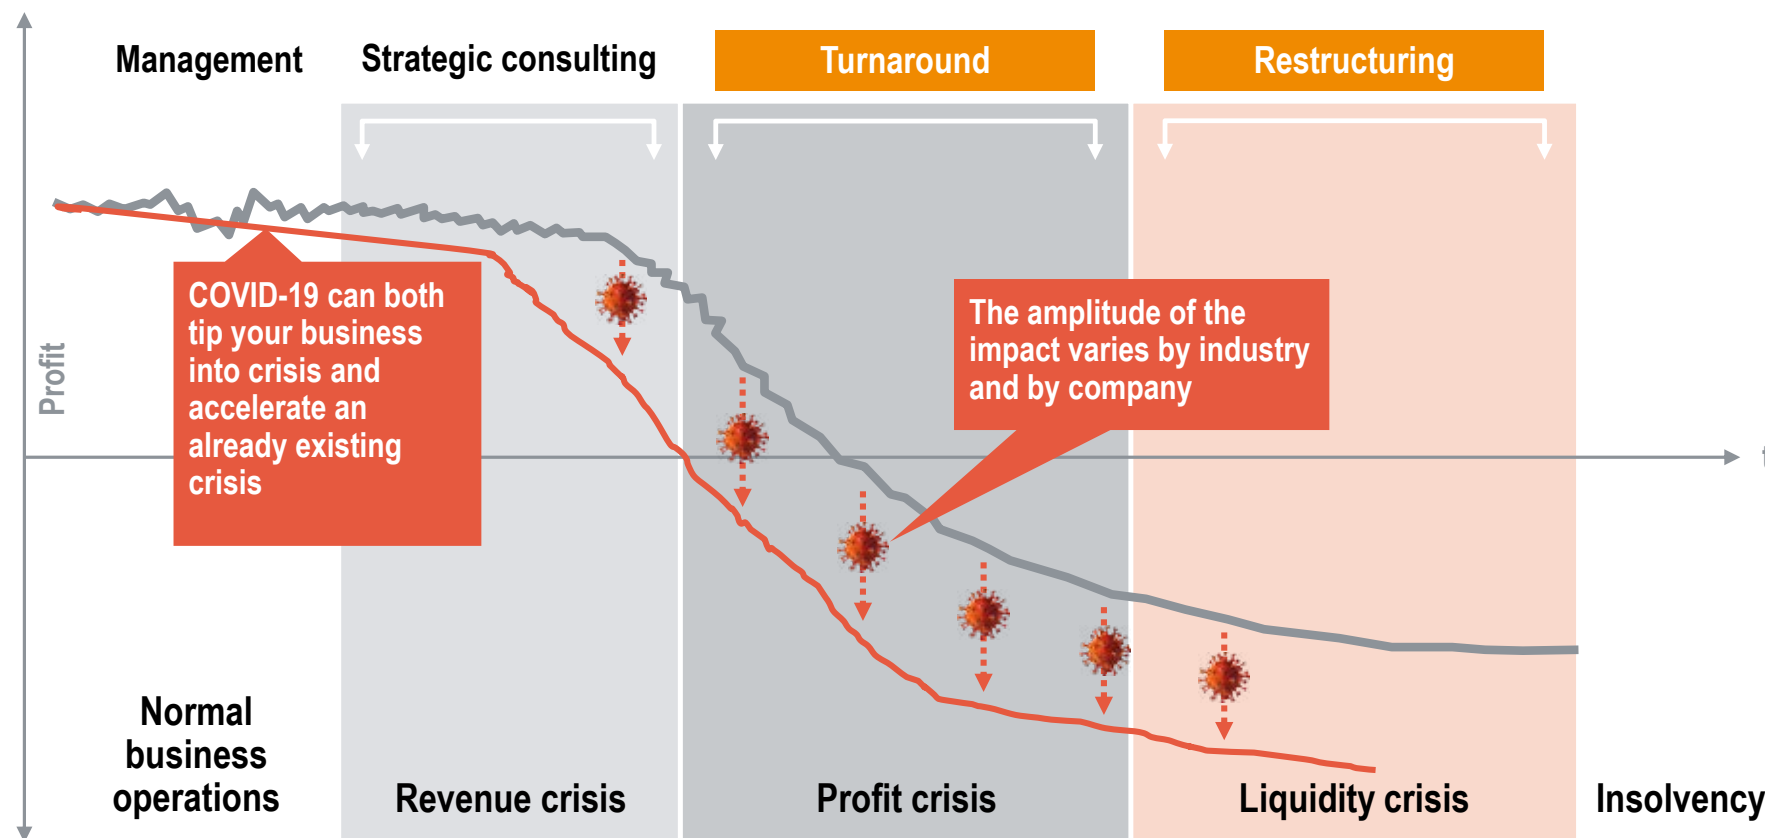 Management
Strategic consulting
Turnaround
Restructuring
COVID-19 can both
tip your business
into crisis and
accelerate an
already existing
crisis
The amplitude of the
impact varies by industry
and by company
Profit
t
Normal
business
operations
Revenue crisis
Profit crisis
Liquidity crisis
Insolvency